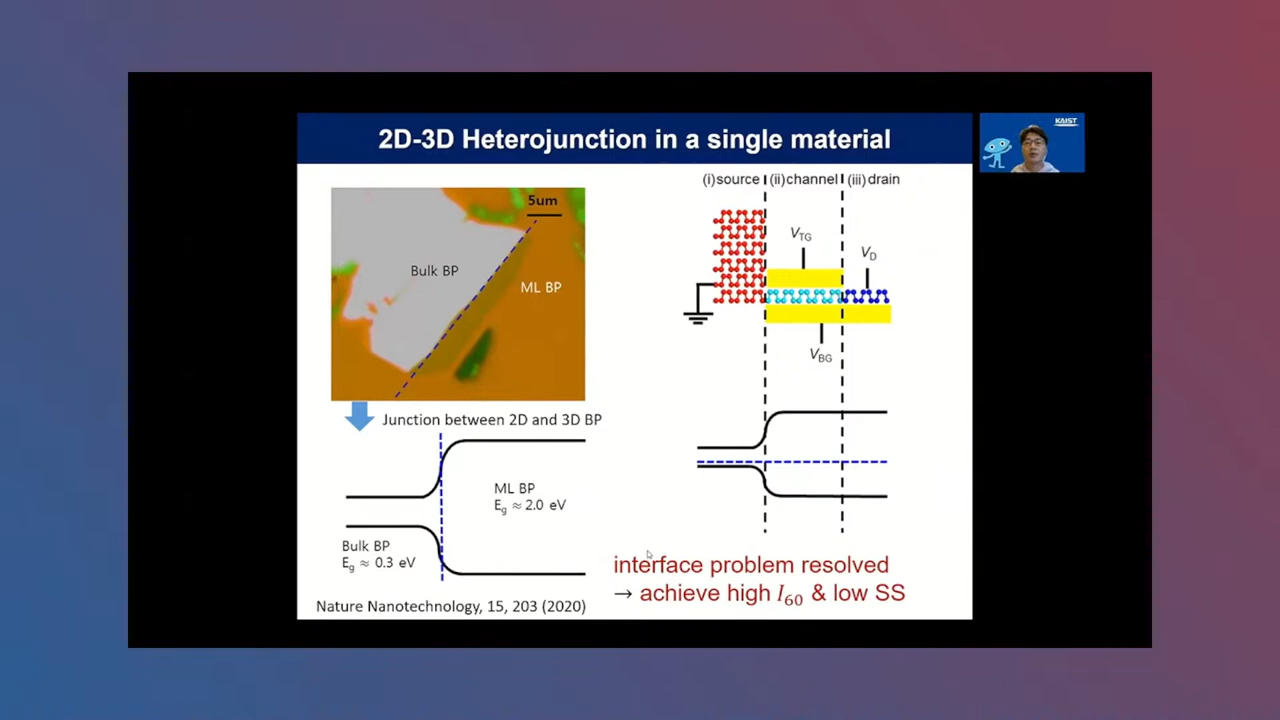 2D-3D Heterojunction in a single material
KAIST
5um
Bulk BP
ML BP
Junction between 2D and 3D BP
ML BP
E_g ≈ 2.0 eV
Bulk BP
E_g ≈ 0.3 eV
Nature Nanotechnology, 15, 203 (2020)
(i)source (ii)channel (iii)drain
V_TG
V_D
V_BG
interface problem resolved
→ achieve high I_60 & low SS